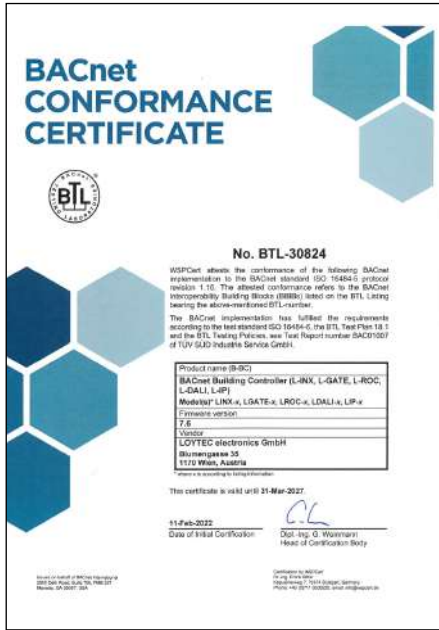 BACnet
CONFORMANCE
CERTIFICATE
BTL
No. BTL-30824
WSPCert attests the conformance of the following BACnet
implementation to the BACnet standard ISO 16484-5 protocol
revision 1.16. The attested conformance refers to the BACnet
Interoperability Building Blocks (BIBBs) listed on the BTL Listing
bearing the above-mentioned BTL-number.
The BACnet implementation has fulfilled the requirements
according to the test standard ISO 16484-6, the BTL Test Plan 18.1
and the BTL Testing Policies, see Test Report number BAC01007
of TÜV SÜD Industrie Service GmbH.
Product name (B-BC)
BACnet Building Controller (L-INX, L-GATE, L-ROC,
L-DALI, L-IP)
Model(s)* LINX-x, LGATE-x, LROC-x, LDALI-x, LIP-x
Firmware version
7.6
Vendor
LOYTEC electronics GmbH
Blumengasse 35
1170 Wien, Austria
This certificate is valid until 31-Mar-2027.
11-Feb-2022
Date of Initial Certification
Dipl.-Ing. G. Wammann
Head of Certification Body